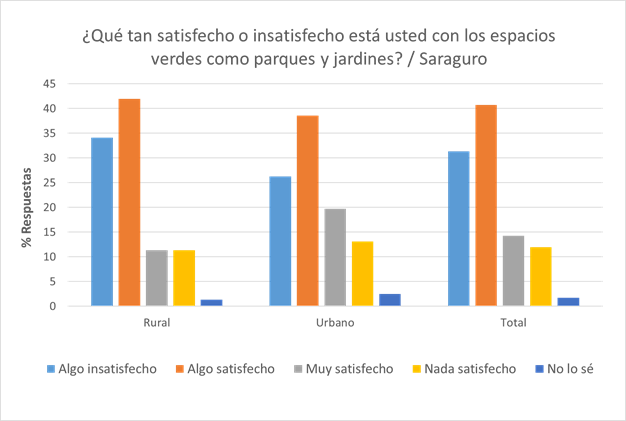 ¿Qué tan satisfecho o insatisfecho está usted con los espacios
verdes como parques y jardines? / Saraguro
45
40
35
30
25
20
15
10
5
0
% Respuestas
Rural Urbano Total
Algo insatisfecho Algo satisfecho Muy satisfecho Nada satisfecho No lo sé